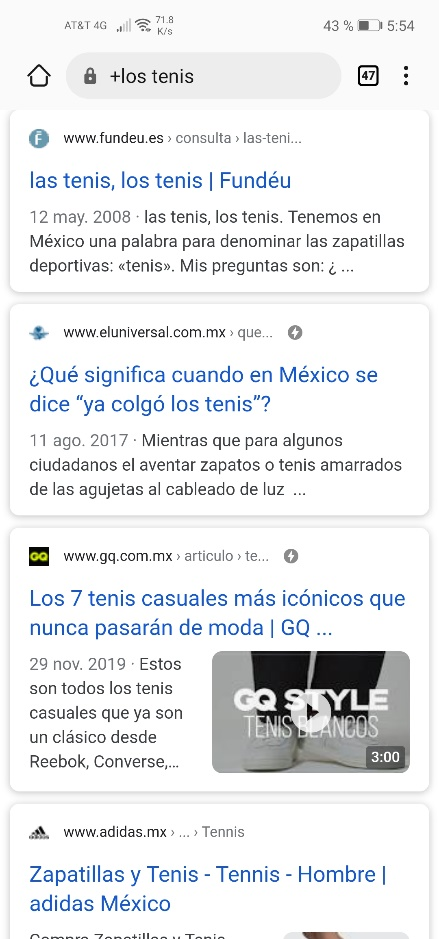 AT&T 4G 71.8 K/s 43 % 5:54
+los tenis 47
www.fundeu.es › consulta › las-teni...
las tenis, los tenis | Fundéu
12 may. 2008 · las tenis, los tenis. Tenemos en
México una palabra para denominar las zapatillas
deportivas: «tenis». Mis preguntas son: ¿ ...
www.eluniversal.com.mx › que...
¿Qué significa cuando en México se
dice “ya colgó los tenis”?
11 ago. 2017 · Mientras que para algunos
ciudadanos el aventar zapatos o tenis amarrados
de las agujetas al cableado de luz ...
GQ www.gq.com.mx › articulo › te...
Los 7 tenis casuales más icónicos que
nunca pasarán de moda | GQ ...
29 nov. 2019 · Estos
son todos los tenis
casuales que ya son
un clásico desde
Reebok, Converse,...
GQ STYLE
TENIS BLANCOS
3:00
www.adidas.mx › ... › Tennis
Zapatillas y Tenis - Tennis - Hombre |
adidas México
Compra Zapatillas y Tenis